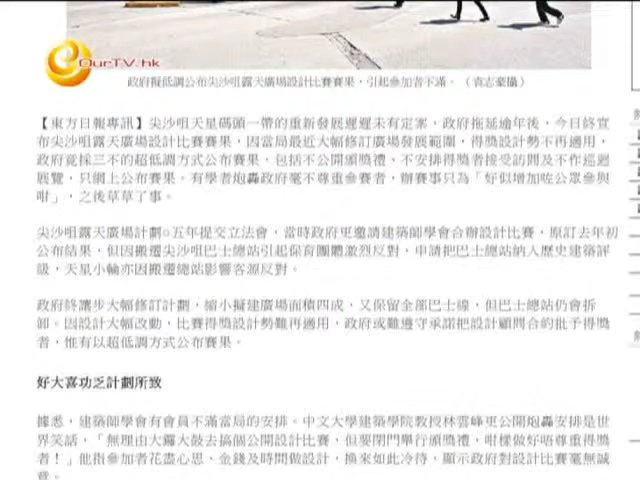 OurTV.hk
政府擬低調公布尖沙咀露天廣場設計比賽賽果，引起參加者不滿。（袁志豪攝）
【東方日報專訊】尖沙咀天星碼頭一帶的重新發展遲遲未有定案，政府拖延逾年後，今日終宣
布尖沙咀露天廣場設計比賽賽果，因當局最近大幅修訂廣場發展範圍，得獎設計勢不再適用，
政府竟採三不的超低調方式公布賽果，包括不公開頒獎禮、不安排得獎者接受訪問及不作巡迴
展覽，只網上公布賽果。有學者炮轟政府毫不尊重參賽者，辦賽事只為「好似增加咗公眾參與
咁」，之後草草了事。
尖沙咀露天廣場計劃○五年提交立法會，當時政府更邀請建築師學會合辦設計比賽，原訂去年初
公布結果，但因搬遷尖沙咀巴士總站引起保育團體激烈反對，申請把巴士總站納入歷史建築評
級，天星小輪亦因搬遷總站影響客源反對。
政府終讓步大幅修訂計劃，縮小擬建廣場面積四成，又保留全部巴士線，但巴士總站仍會拆
卸。因設計大幅改動，比賽得獎設計勢難再適用，政府或難遵守承諾把設計顧問合約批予得獎
者，惟有以超低調方式公布賽果。
好大喜功乏計劃所致
據悉，建築師學會有會員不滿當局的安排。中文大學建築學院教授林雲峰更公開炮轟安排是世
界笑話，「無理由大鑼大鼓去搞個公開設計比賽，但要閉門舉行頒獎禮，咁樣做好唔尊重得獎
者！」他指參加者花盡心思、金錢及時間做設計，換來如此冷待，顯示政府對設計比賽毫無誠
意。